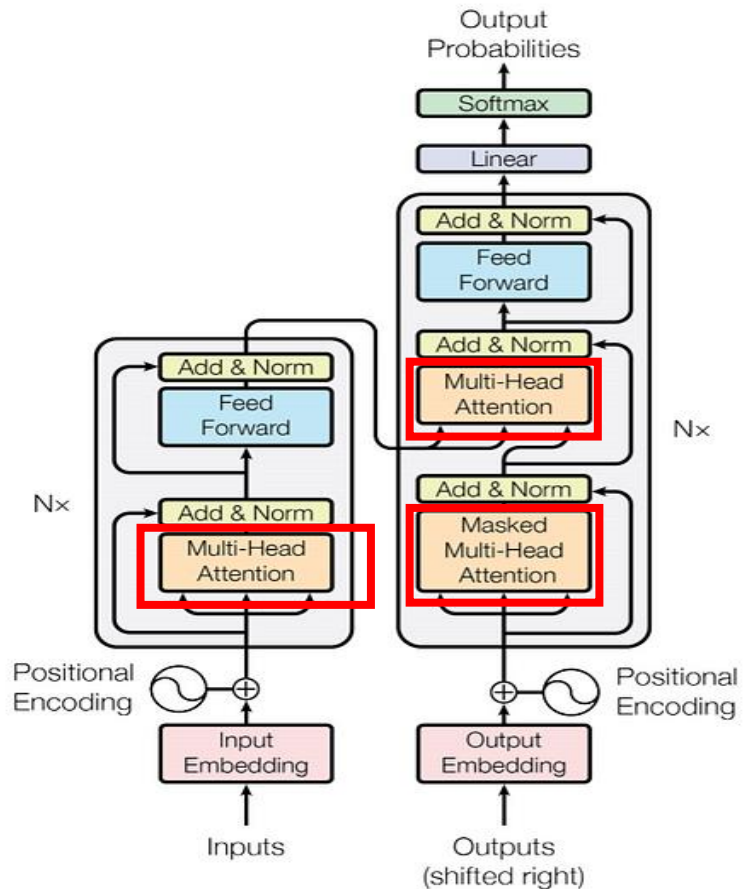 Output
Probabilities
Softmax
Linear
Add & Norm
Feed
Forward
Add & Norm
Multi-Head
Attention
Nx
Add & Norm
Masked
Multi-Head
Attention
Add & Norm
Feed
Forward
Nx
Add & Norm
Multi-Head
Attention
Positional
Encoding
Positional
Encoding
Input
Embedding
Output
Embedding
Inputs
Outputs
(shifted right)